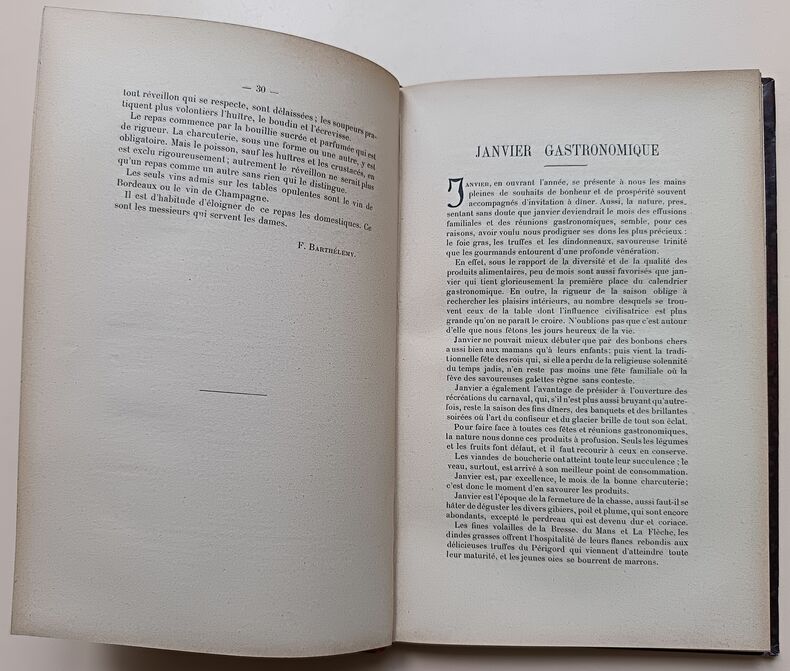 — 30 —
tout réveillon qui se respecte, sont délaissées ; les soupeurs pra-
tiquent plus volontiers l'huître, le boudin et l'écrevisse.
Le repas commence par la bouillie sucrée et parfumée qui est
de rigueur. La charcuterie, sous une forme ou une autre, y est
obligatoire. Mais le poisson, sauf les huîtres et les crustacés, en
est exclu rigoureusement ; autrement le réveillon ne serait plus
qu'un repas comme un autre sans rien qui le distingue.
Les seuls vins admis sur les tables opulentes sont le vin de
Bordeaux ou le vin de Champagne.
Il est d'habitude d'éloigner de ce repas les domestiques. Ce
sont les messieurs qui servent les dames.
F. Barthélemy.
JANVIER GASTRONOMIQUE
Janvier, en ouvrant l'année, se présente à nous les mains
pleines de souhaits de bonheur et de prospérité souvent
accompagnés d'invitation à dîner. Aussi, la nature, pres-
sentant sans doute que janvier deviendrait le mois des effusions
familiales et des réunions gastronomiques, semble, pour ces
raisons, avoir voulu nous prodiguer ses dons les plus précieux :
le foie gras, les truffes et les dindonneaux, savoureuse trinité
que les gourmands entourent d'une profonde vénération.
En effet, sous le rapport de la diversité et de la qualité des
produits alimentaires, peu de mois sont aussi favorisés que jan-
vier qui tient glorieusement la première place du calendrier
gastronomique. En outre, la rigueur de la saison oblige à
rechercher les plaisirs intérieurs, au nombre desquels se trou-
vent ceux de la table dont l'influence civilisatrice est plus
grande qu'on ne paraît le croire. N'oublions pas que c'est autour
d'elle que nous fêtons les jours heureux de la vie.
Janvier ne pouvait mieux débuter que par des bonbons chers
aussi bien aux mamans qu'à leurs enfants ; puis vient la tradi-
tionnelle fête des rois qui, si elle a perdu de la religieuse solennité
du temps jadis, n'en reste pas moins une fête familiale où la
fève des savoureuses galettes règne sans conteste.
Janvier a également l'avantage de présider à l'ouverture des
récréations du carnaval, qui, s'il n'est plus aussi bruyant qu'autre-
fois, reste la saison des fins dîners, des banquets et des brillantes
soirées où l'art du confiseur et du glacier brille de tout son éclat.
Pour faire face à toutes ces fêtes et réunions gastronomiques,
la nature nous donne ces produits à profusion. Seuls les légumes
et les fruits font défaut, et il faut recourir à ceux en conserve.
Les viandes de boucherie ont atteint toute leur succulence ; le
veau, surtout, est arrivé à son meilleur point de consommation.
Janvier est, par excellence, le mois de la bonne charcuterie ;
c'est donc le moment d'en savourer les produits.
Janvier est l'époque de la fermeture de la chasse, aussi faut-il se
hâter de déguster les divers gibiers, poil et plume, qui sont encore
abondants, excepté le perdreau qui est devenu dur et coriace.
Les fines volailles de la Bresse, du Mans et La Flèche, les
dindes grasses offrent l'hospitalité de leurs flancs rebondis aux
délicieuses truffes du Périgord qui viennent d'atteindre toute
leur maturité, et les jeunes oies se bourrent de marrons.